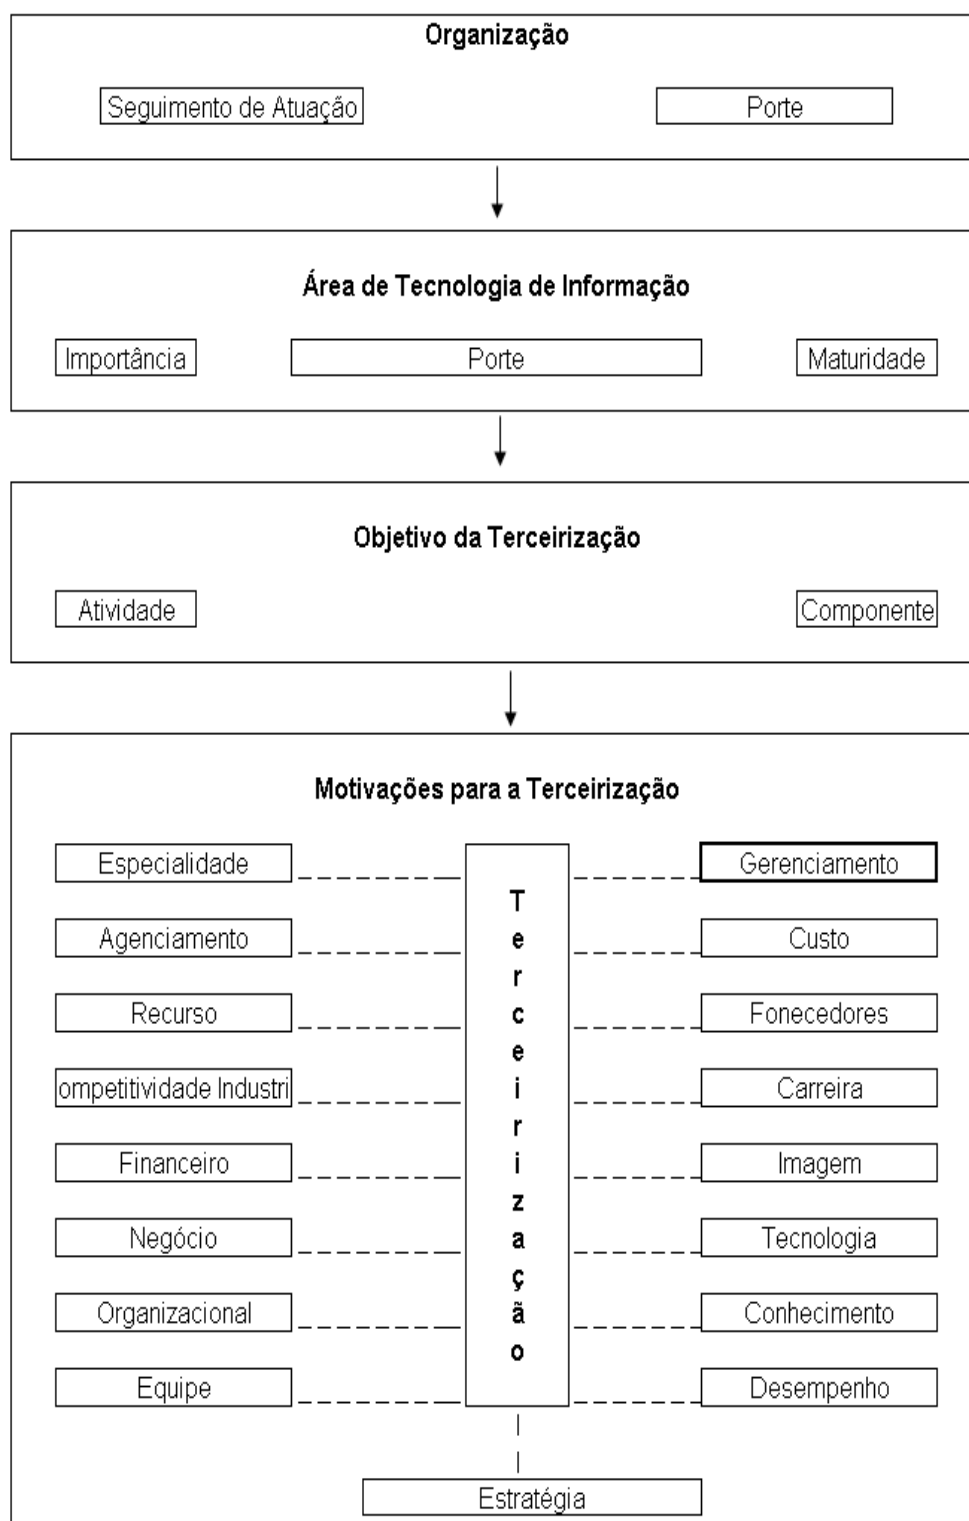 Organização
Seguimento de Atuação
Porte
Área de Tecnologia de Informação
Importância
Porte
Maturidade
Objetivo da Terceirização
Atividade
Componente
Motivações para a Terceirização
Especialidade
Gerenciamento
Agenciamento
Custo
Recurso
Fonecedores
ompetitividade Industri
Carreira
Financeiro
Imagem
Negócio
Tecnologia
Organizacional
Conhecimento
Equipe
Desempenho
Terceirização
Estratégia